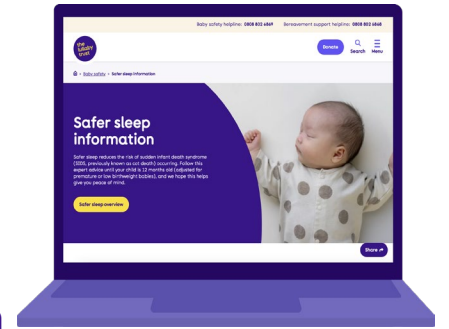 Baby safety helpline: 0808 802 6869 Bereavement support helpline: 0808 802 6868
the
lullaby
trust
Donate
Search
Menu
> Baby safety > Safer sleep information
Safer sleep
information
Safer sleep reduces the risk of sudden infant death syndrome
(SIDS, previously known as cot death) occurring. Follow this
expert advice until your child is 12 months old (adjusted for
premature or low birthweight babies), and we hope this helps
give you peace of mind.
Safer sleep overview
Share